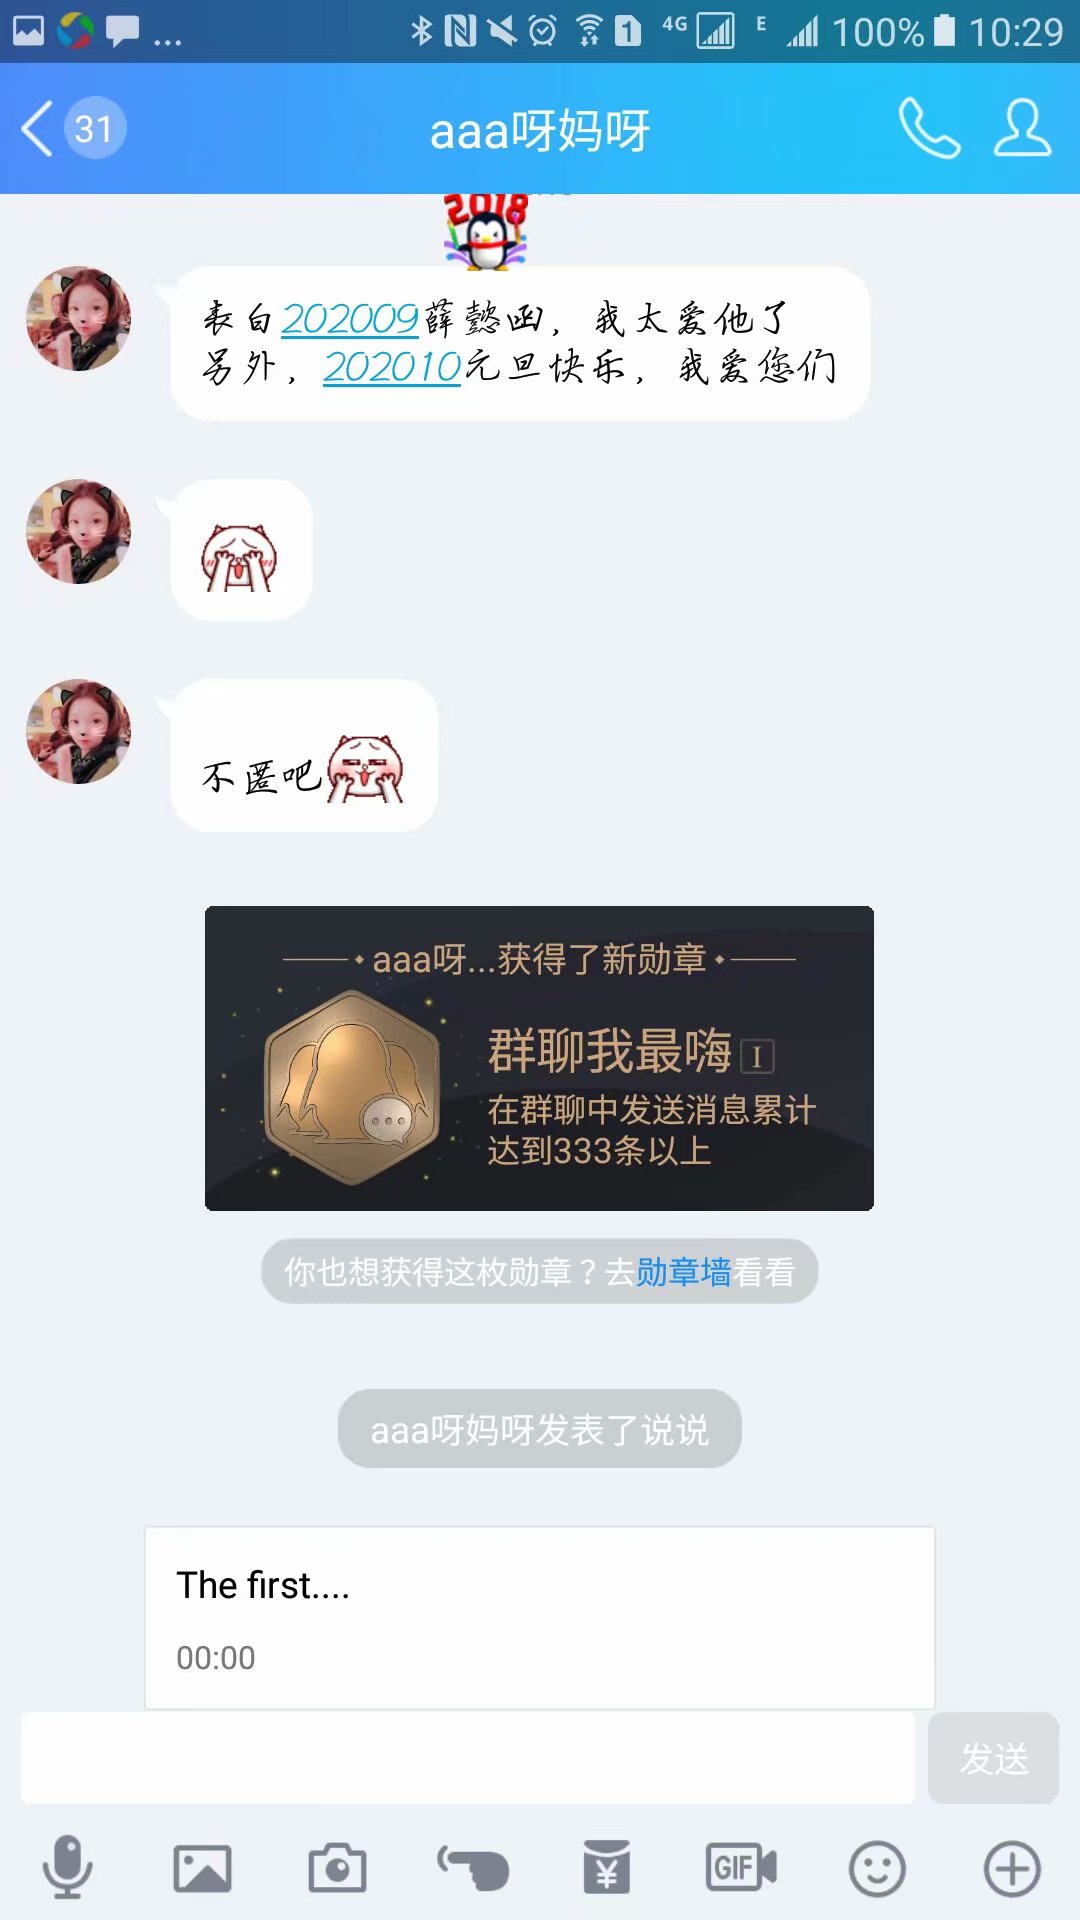 ... 1 4G E 100% 10:29
31 aaa呀妈呀
2018
表白202009薛懿函，我太爱他了
另外，202010元旦快乐，我爱您们
不匿吧
aaa呀...获得了新勋章
群聊我最嗨 I
在群聊中发送消息累计
达到333条以上
你也想获得这枚勋章？去勋章墙看看
aaa呀妈呀发表了说说
The first....
00:00
发送
GIF